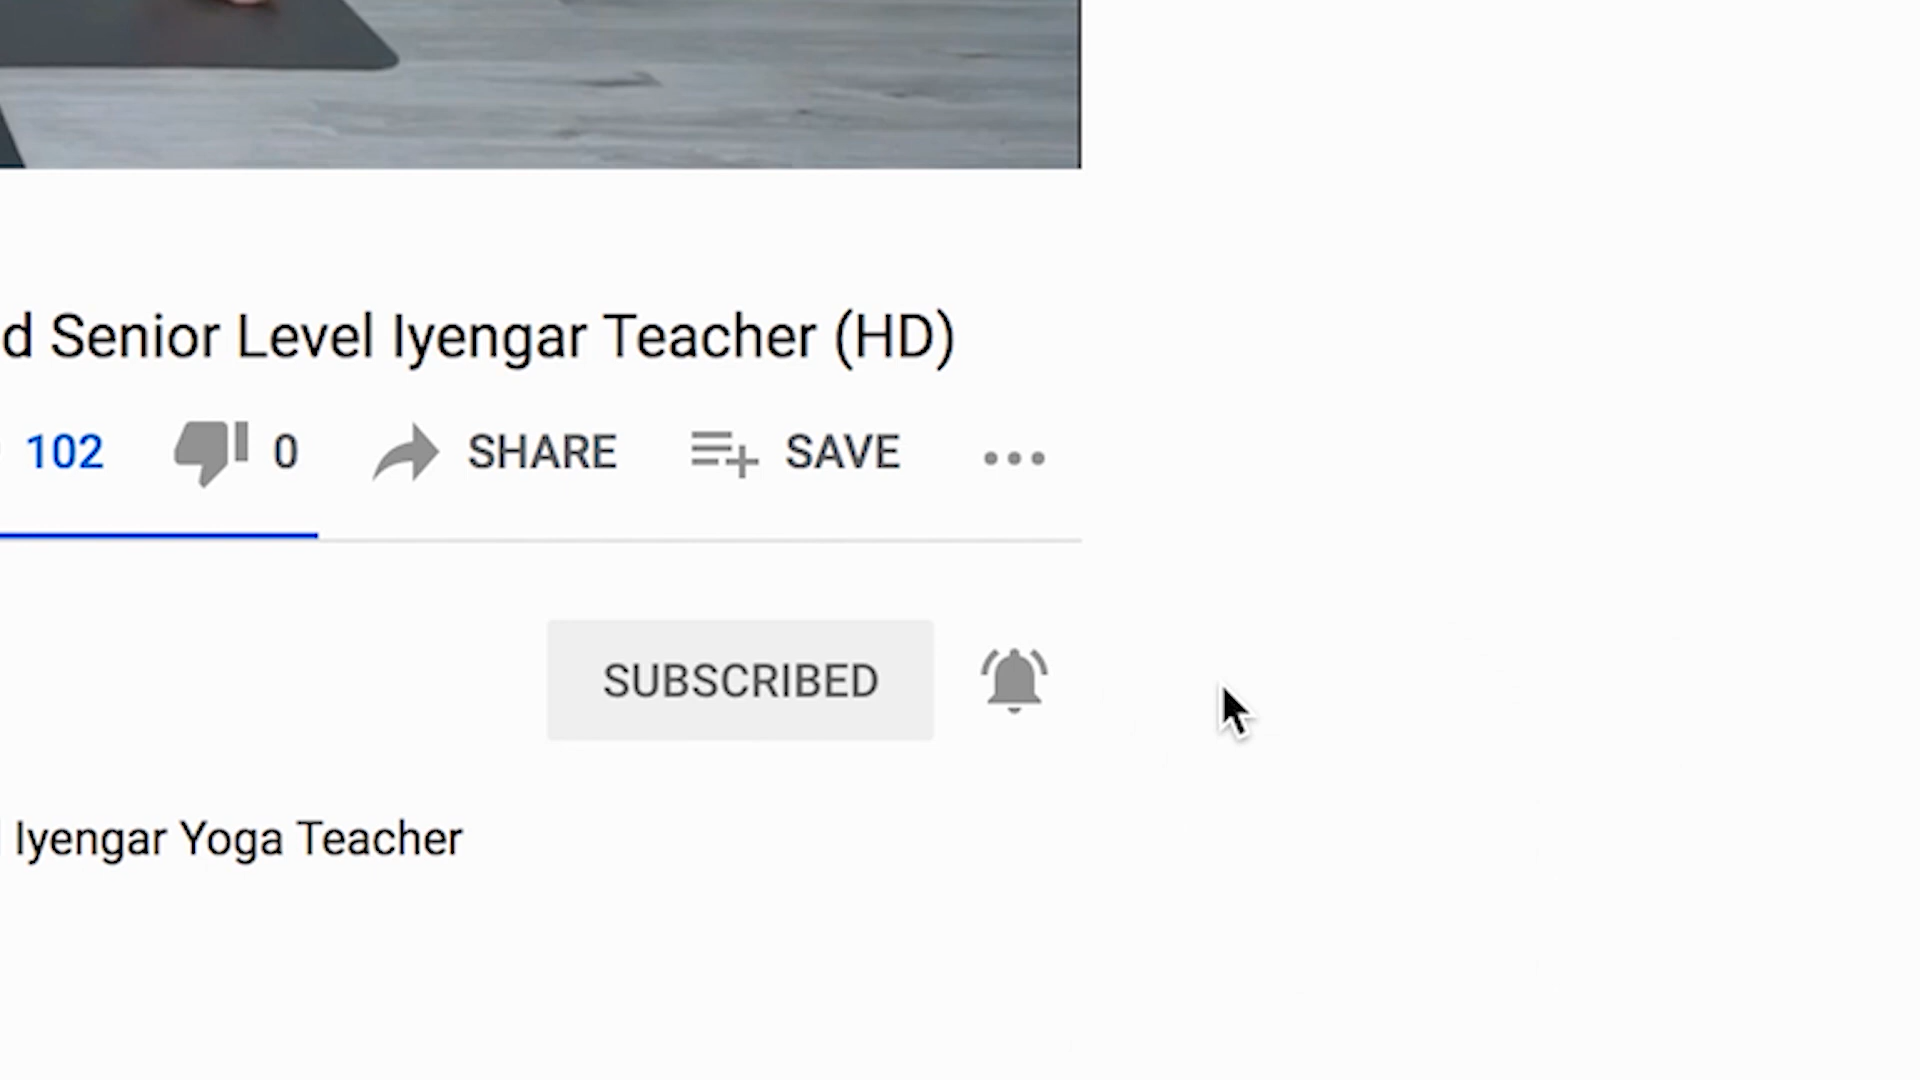 d Senior Level Iyengar Teacher (HD)
102 0 SHARE SAVE
SUBSCRIBED
Iyengar Yoga Teacher